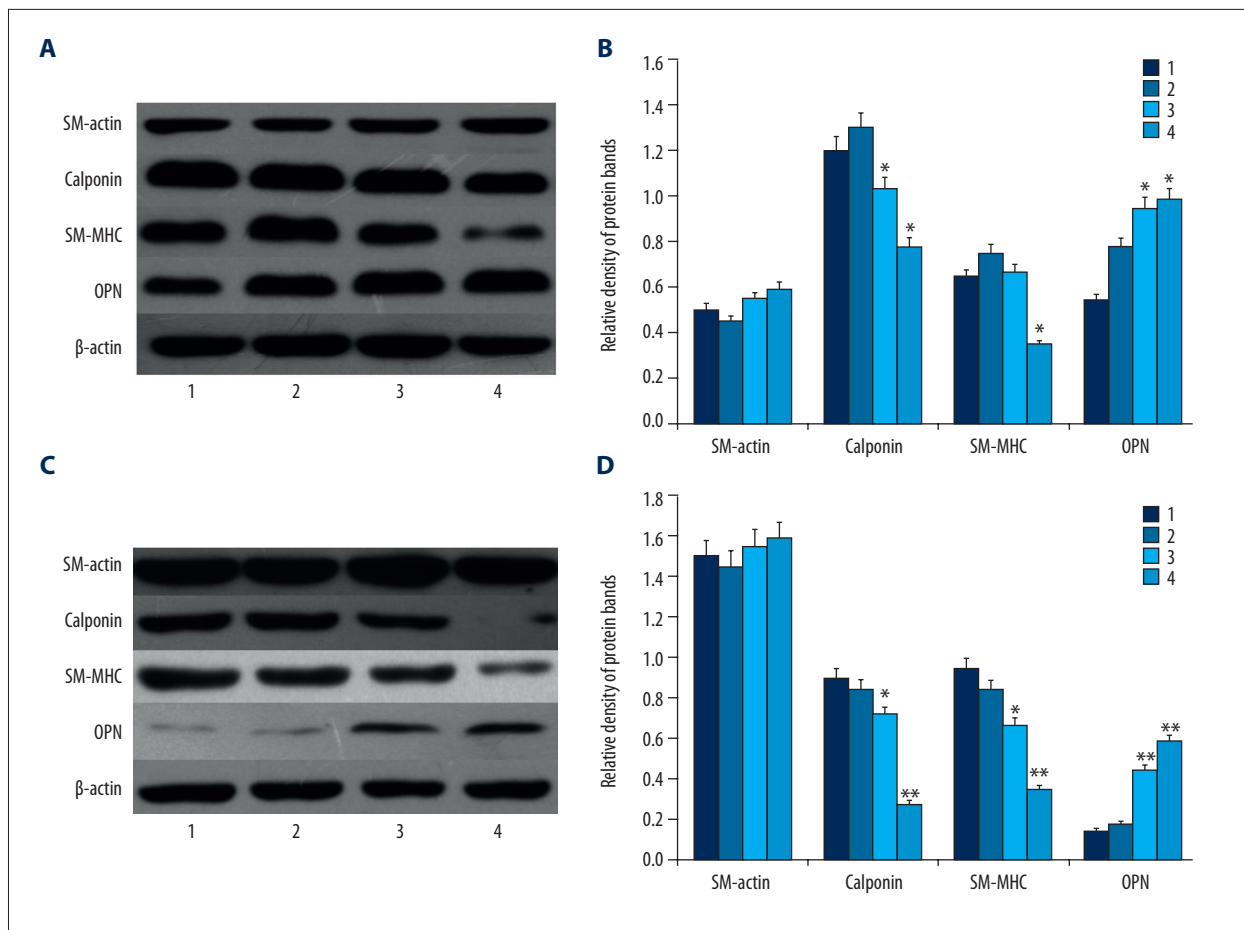 A
SM-actin
Calponin
SM-MHC
OPN
β-actin
1 2 3 4
B
Relative density of protein bands
1.6
1.4
1.2
1.0
0.8
0.6
0.4
0.2
0.0
1
2
3
4
* * * * *
SM-actin Calponin SM-MHC OPN
C
SM-actin
Calponin
SM-MHC
OPN
β-actin
1 2 3 4
D
Relative density of protein bands
1.8
1.6
1.4
1.2
1.0
0.8
0.6
0.4
0.2
0.0
1
2
3
4
* ** * ** ** **
SM-actin Calponin SM-MHC OPN